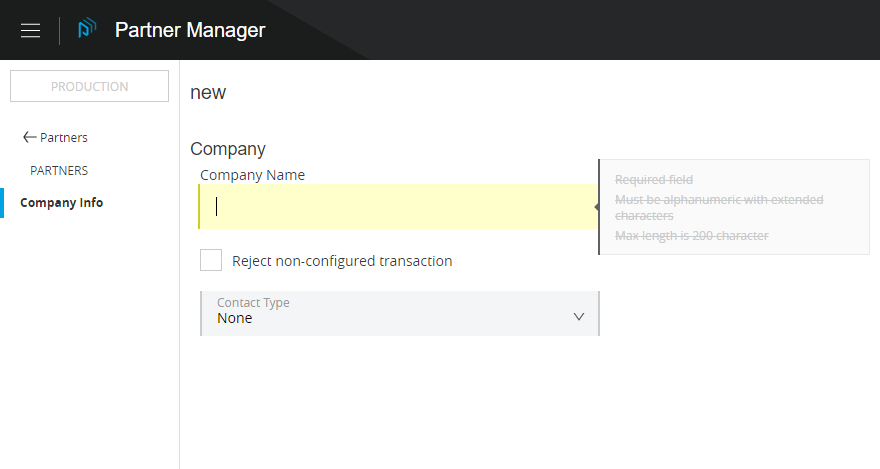 Partner Manager
PRODUCTION
Partners
PARTNERS
Company Info
new
Company
Company Name
Required field
Must be alphanumeric with extended
characters
Max length is 200 character
Reject non-configured transaction
Contact Type
None